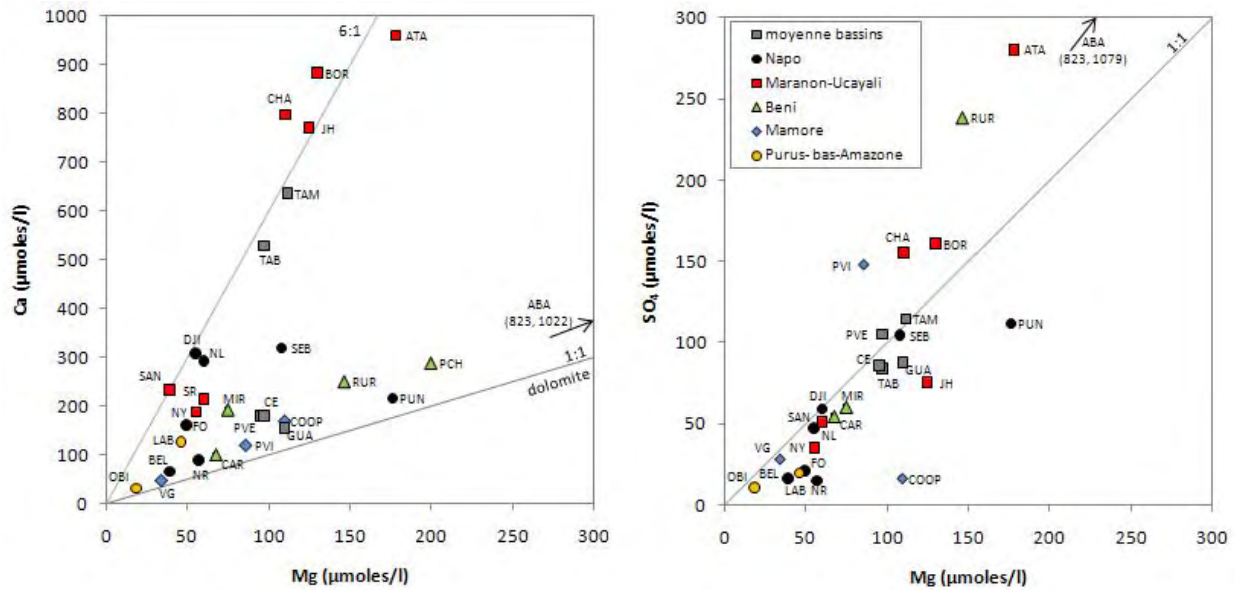 1000
900
800
700
600
500
400
300
200
100
0
Ca (µmoles/l)
6:1
ATA
BOR
CHA
JH
TAM
TAB
ABA
(823, 1022)
DJI
NL
SEB
1:1
dolomite
PCH
SAN
RUR
SR
MIR
CE
PUN
NY
FO
PVE
COOP
GUA
LAB
PVI
BEL
NR
CAR
OBI
VG
0
50
100
150
200
250
300
Mg (µmoles/l)
300
250
200
150
100
50
0
SO4 (µmoles/l)
moyenne bassins
Napo
Maranon-Ucayali
Beni
Mamore
Purus- bas-Amazone
ATA
ABA
(823, 1079)
1:1
RUR
CHA
BOR
PVI
TAM
PUN
PVE
SEB
CE
GUA
TAB
JH
DJI
MIR
SAN
CAR
NL
VG
NY
FO
OBI
BEL
LAB
NR
COOP
0
50
100
150
200
250
300
Mg (µmoles/l)